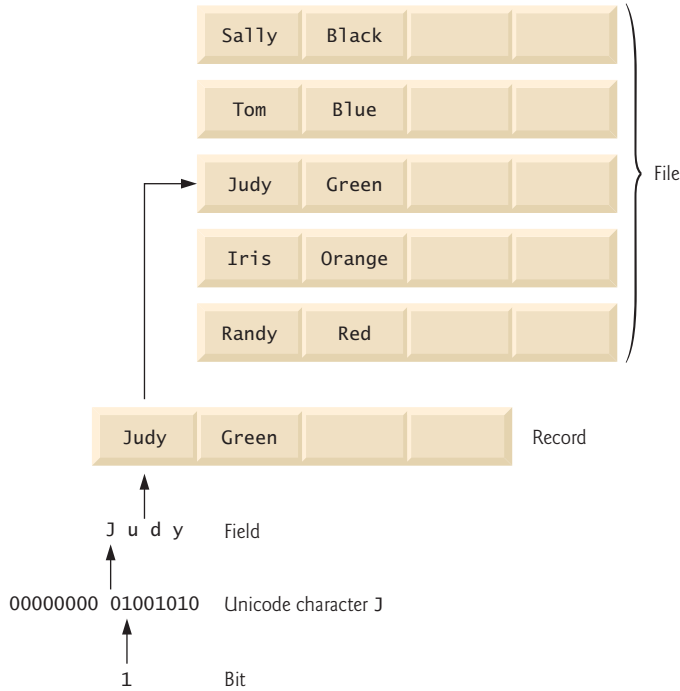 Sally Black
Tom Blue
Judy Green
File
Iris Orange
Randy Red
Judy Green Record
J u d y Field
00000000 01001010 Unicode character J
1 Bit